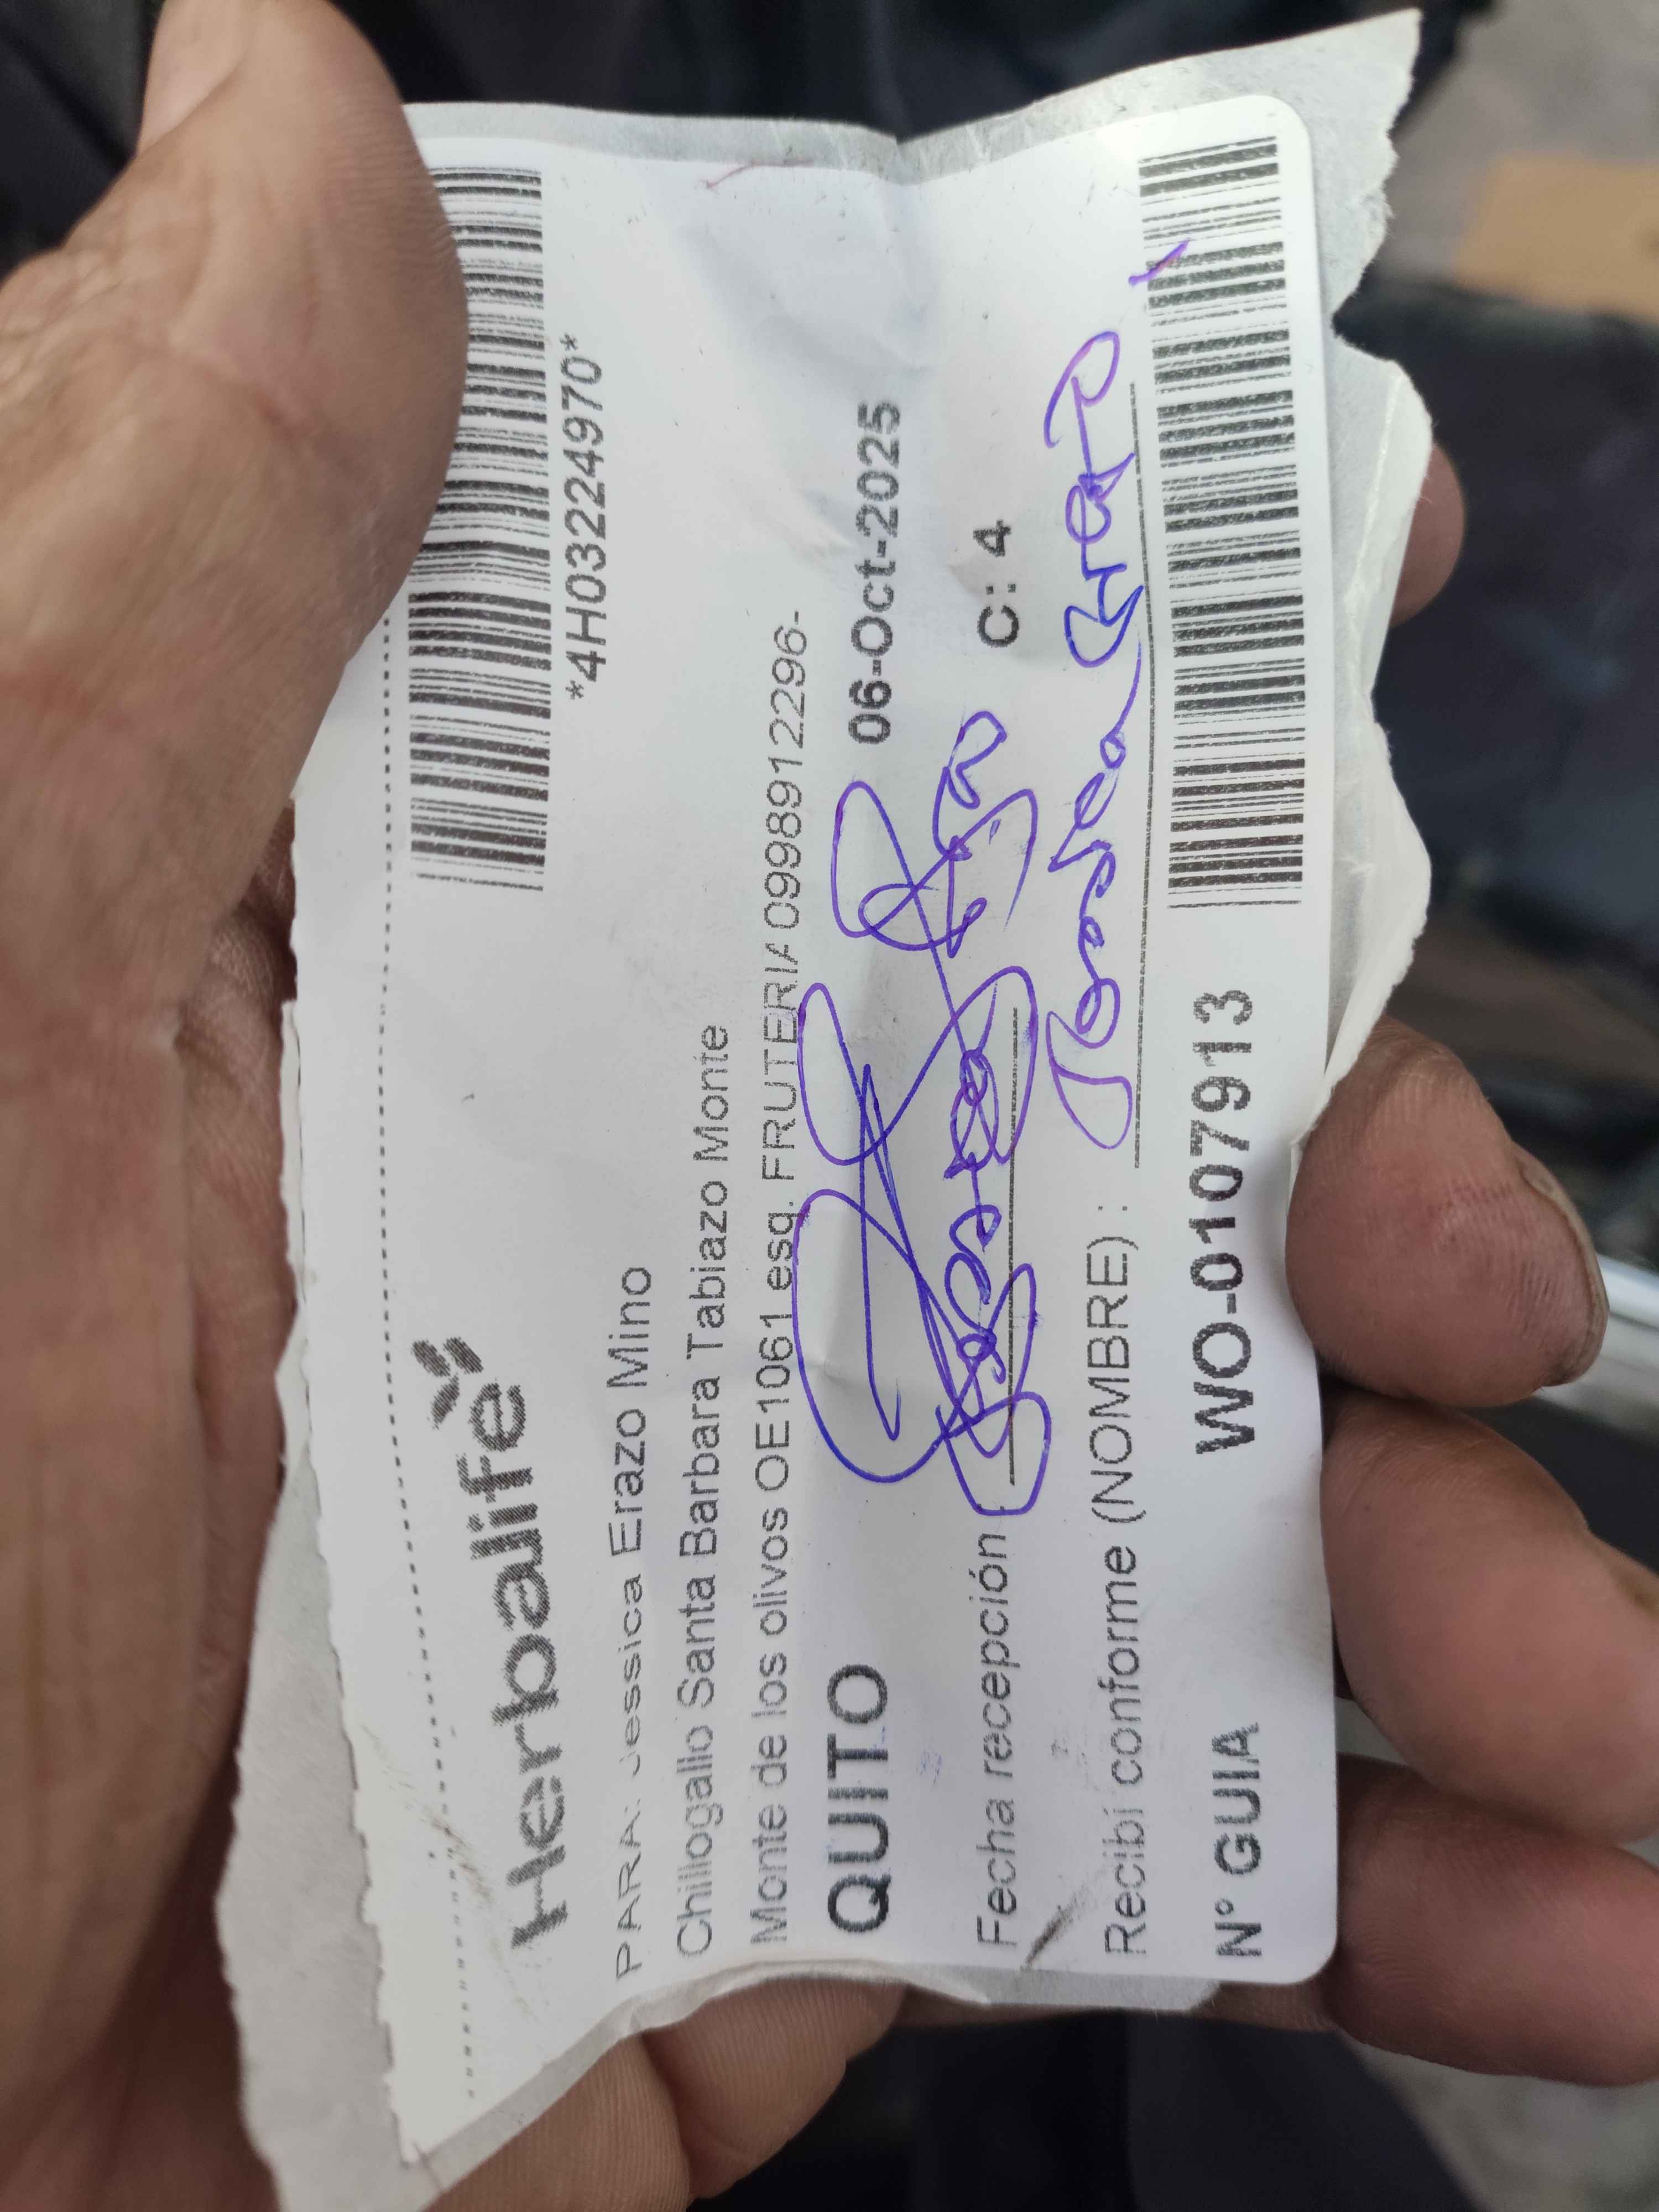 Herbalife
*4H03224970*
PARA: Jessica Erazo Mino
Chillogallo Santa Barbara Tabiazo Monte
Monte de los olivos OE1061 esq. FRUTERIA 0998912296-
QUITO 06-Oct-2025
Fecha recepción
C: 4
Recibí conforme (NOMBRE) :
N° GUIA WO-0107913